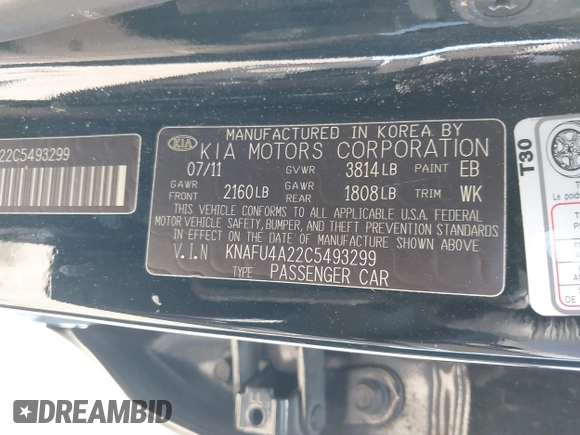 22C5493299
MANUFACTURED IN KOREA BY
KIA KIA MOTORS CORPORATION
07/11 GVWR 3814LB PAINT EB
GAWR FRONT 2160LB GAWR REAR 1808LB TRIM WK
THIS VEHICLE CONFORMS TO ALL APPLICABLE U.S.A. FEDERAL
MOTOR VEHICLE SAFETY, BUMPER, AND THEFT PREVENTION STANDARDS
IN EFFECT ON THE DATE OF MANUFACTURE SHOWN ABOVE
V.I.N KNAFU4A22C5493299
TYPE PASSENGER CAR
T30
Le poids
DREAMBID